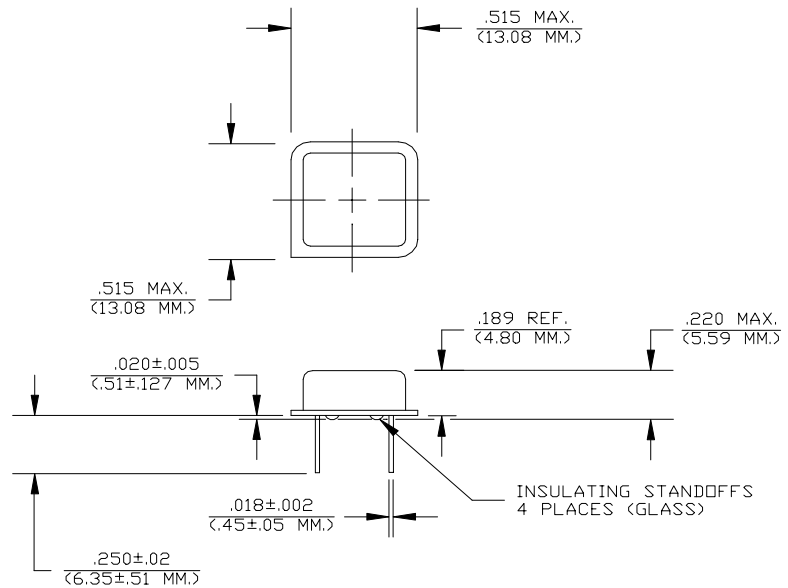 .515 MAX.
(13.08 MM.)
.515 MAX.
(13.08 MM.)
.189 REF.
(4.80 MM.)
.220 MAX.
(5.59 MM.)
.020±.005
(.51±.127 MM.)
.018±.002
(.45±.05 MM.)
INSULATING STANDOFFS
4 PLACES (GLASS)
.250±.02
(6.35±.51 MM.)